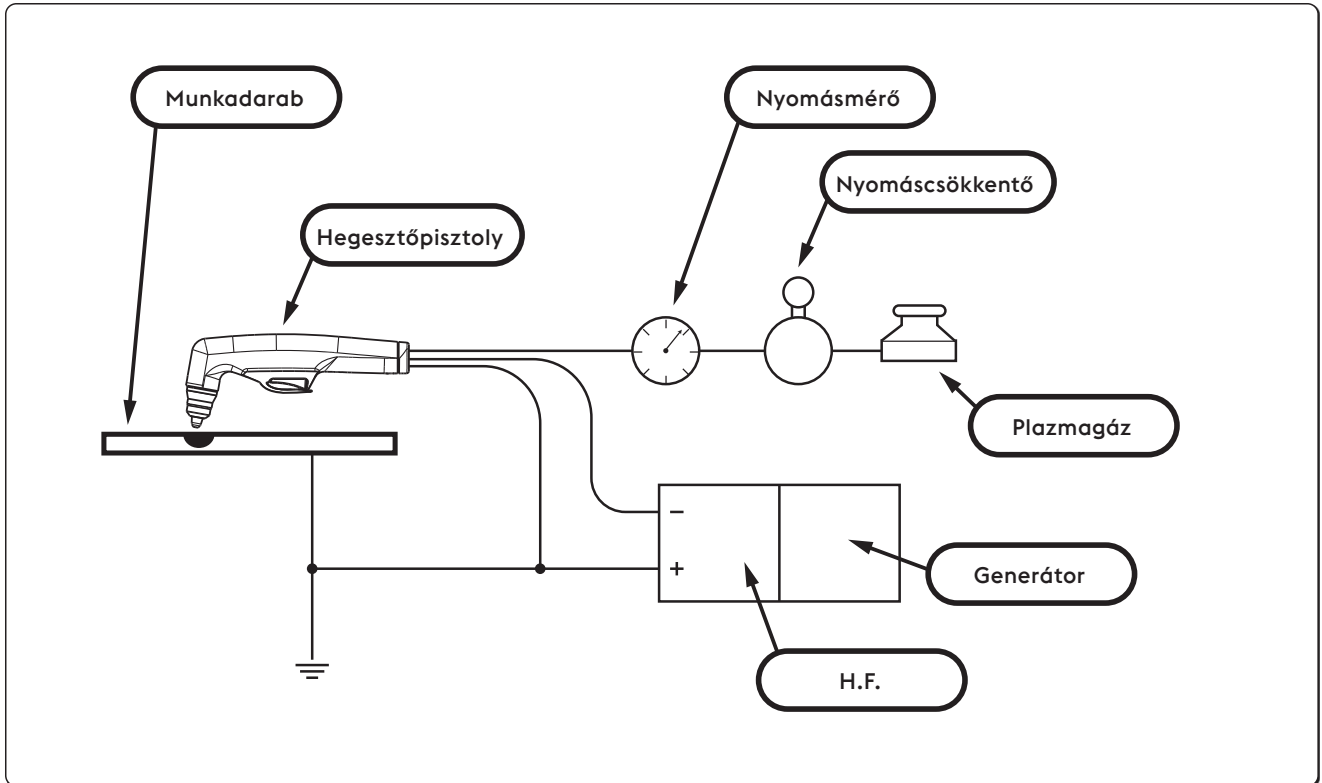 Munkadarab
Nyomásmérő
Nyomáscsökkentő
Hegesztőpisztoly
Plazmagáz
−
+
Generátor
H.F.